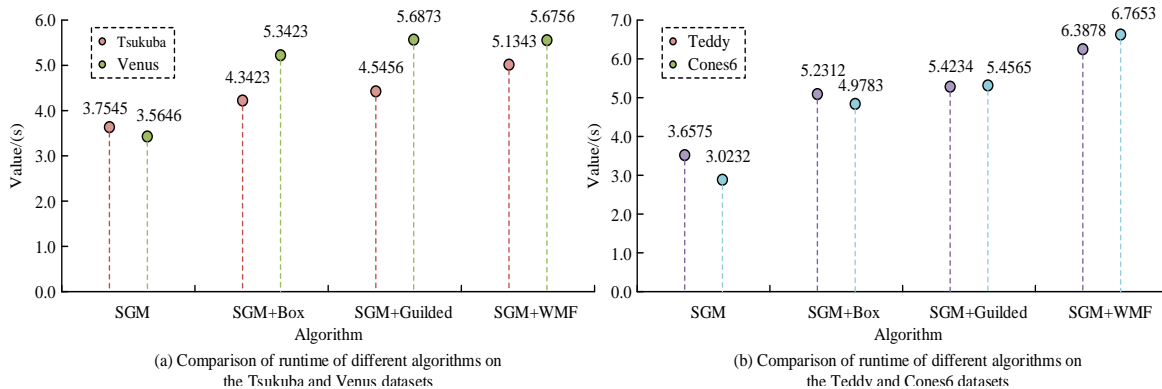 6.0
5.0
4.0
3.0
2.0
1.0
0.0
Value/(s)
Tsukuba
Venus
3.7545
3.5646
4.3423
5.3423
4.5456
5.6873
5.1343
5.6756
SGM
SGM+Box
SGM+Guilded
SGM+WMF
Algorithm
(a) Comparison of runtime of different algorithms on
the Tsukuba and Venus datasets
7.0
6.0
5.0
4.0
3.0
2.0
1.0
0.0
Value/(s)
Teddy
Cones6
3.6575
3.0232
5.2312
4.9783
5.4234
5.4565
6.3878
6.7653
SGM
SGM+Box
SGM+Guilded
SGM+WMF
Algorithm
(b) Comparison of runtime of different algorithms on
the Teddy and Cones6 datasets